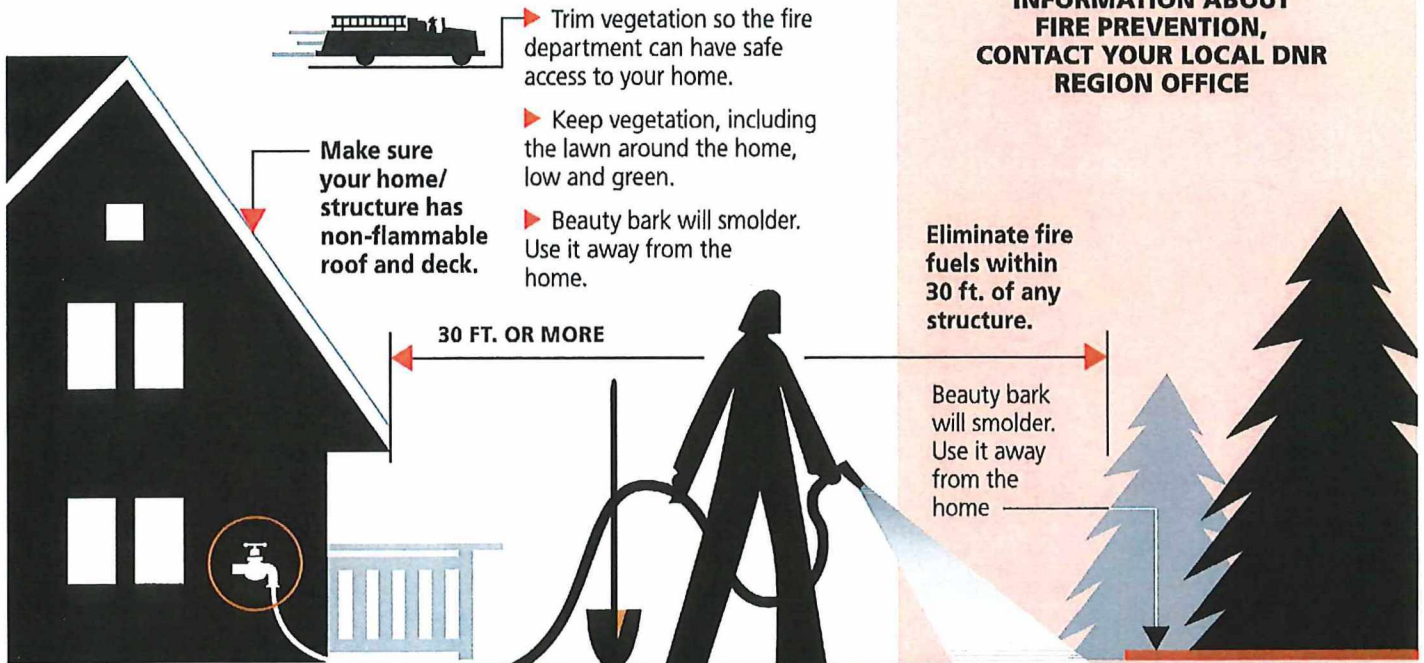 ▶ Trim vegetation so the fire
department can have safe
access to your home.
▶ Keep vegetation, including
the lawn around the home,
low and green.
▶ Beauty bark will smolder.
Use it away from the
home.
Make sure
your home/
structure has
non-flammable
roof and deck.
30 FT. OR MORE
INFORMATION ABOUT
FIRE PREVENTION,
CONTACT YOUR LOCAL DNR
REGION OFFICE
Eliminate fire
fuels within
30 ft. of any
structure.
Beauty bark
will smolder.
Use it away
from the
home